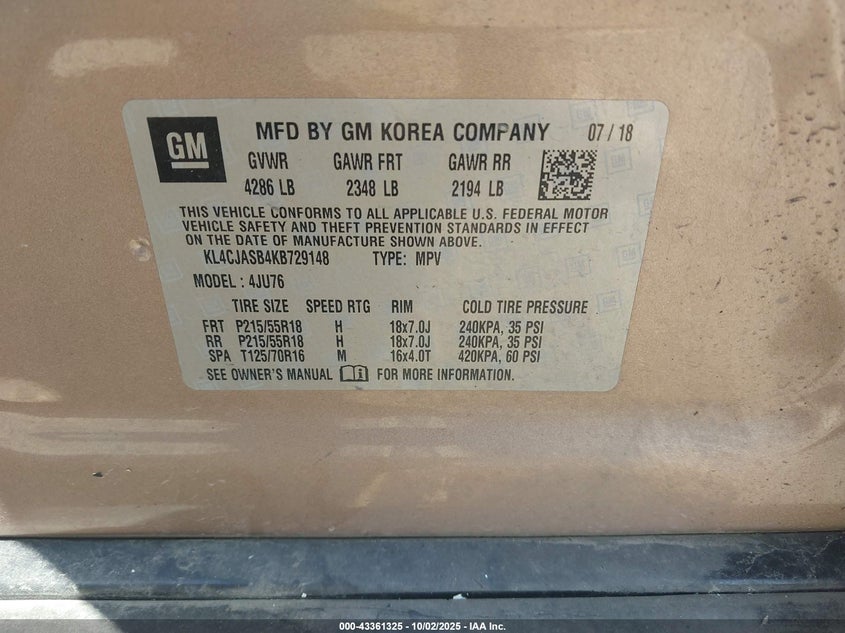 GM
MFD BY GM KOREA COMPANY 07 / 18
GVWR GAWR FRT GAWR RR
4286 LB 2348 LB 2194 LB
THIS VEHICLE CONFORMS TO ALL APPLICABLE U.S. FEDERAL MOTOR
VEHICLE SAFETY AND THEFT PREVENTION STANDARDS IN EFFECT
ON THE DATE OF MANUFACTURE SHOWN ABOVE.
KL4CJASB4KB729148 TYPE: MPV
MODEL : 4JU76
TIRE SIZE SPEED RTG RIM COLD TIRE PRESSURE
FRT P215/55R18 H 18x7.0J 240KPA, 35 PSI
RR P215/55R18 H 18x7.0J 240KPA, 35 PSI
SPA T125/70R16 M 16x4.0T 420KPA, 60 PSI
SEE OWNER'S MANUAL FOR MORE INFORMATION.
000-43361325 - 10/02/2025 - IAA Inc.